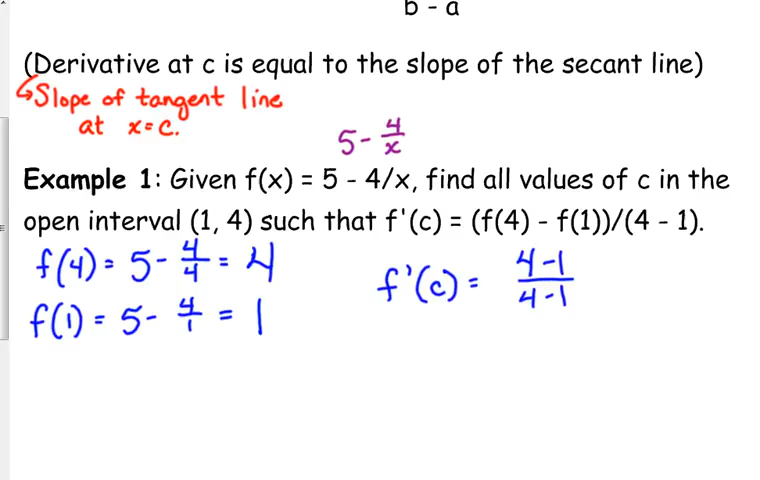 b - a
(Derivative at c is equal to the slope of the secant line)
Slope of tangent line
at x = c.
5 - 4/x
Example 1: Given f(x) = 5 - 4/x, find all values of c in the
open interval (1, 4) such that f'(c) = (f(4) - f(1))/(4 - 1).
f(4) = 5 - 4/4 = 4
f'(c) = 4-1/4-1
f(1) = 5 - 4/1 = 1